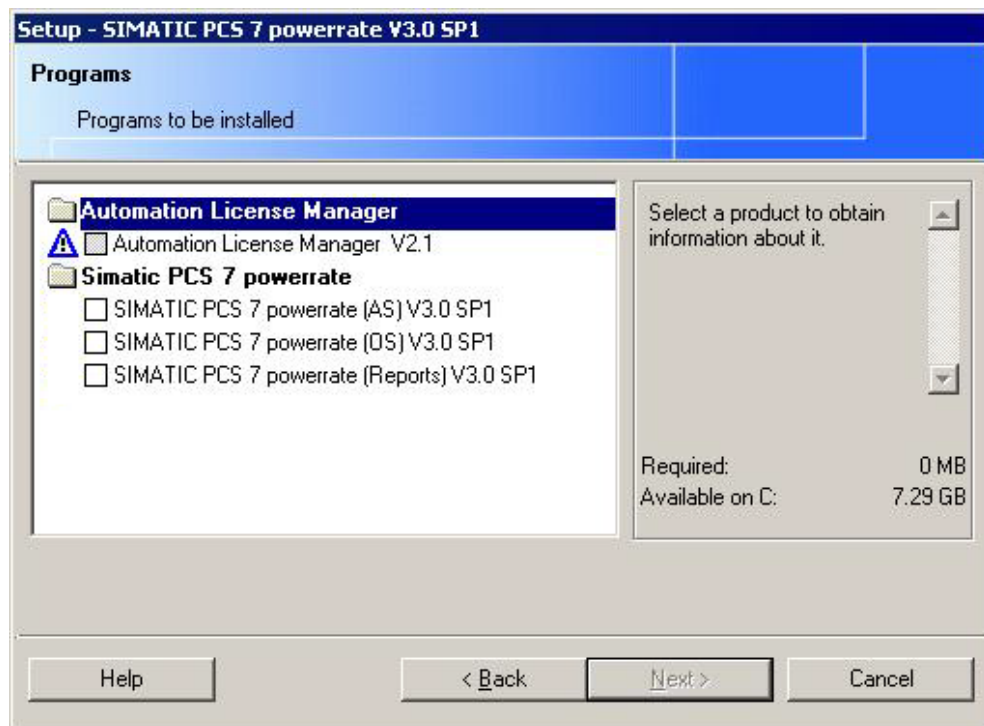 Setup - SIMATIC PCS 7 powerrate V3.0 SP1
Programs
Programs to be installed
Automation License Manager
Automation License Manager V2.1
Simatic PCS 7 powerrate
SIMATIC PCS 7 powerrate (AS) V3.0 SP1
SIMATIC PCS 7 powerrate (OS) V3.0 SP1
SIMATIC PCS 7 powerrate (Reports) V3.0 SP1
Select a product to obtain
information about it.
Required: 0 MB
Available on C: 7.29 GB
Help
< Back
Next >
Cancel